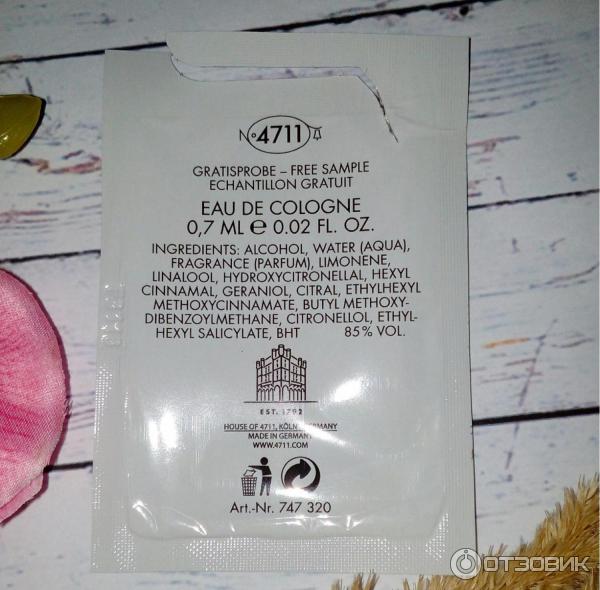 Nº 4711
GRATISPROBE – FREE SAMPLE
ECHANTILLON GRATUIT
EAU DE COLOGNE
0,7 ML ℮ 0.02 FL. OZ.
INGREDIENTS: ALCOHOL, WATER (AQUA),
FRAGRANCE (PARFUM), LIMONENE,
LINALOOL, HYDROXYCITRONELLAL, HEXYL
CINNAMAL, GERANIOL, CITRAL, ETHYLHEXYL
METHOXYCINNAMATE, BUTYL METHOXY-
DIBENZOYLMETHANE, CITRONELLOL, ETHYL-
HEXYL SALICYLATE, BHT 85% VOL.
EST. 1792
HOUSE OF 4711, KÖLN GERMANY
MADE IN GERMANY
WWW.4711.COM
Art.-Nr. 747 320
ОТЗОВИК